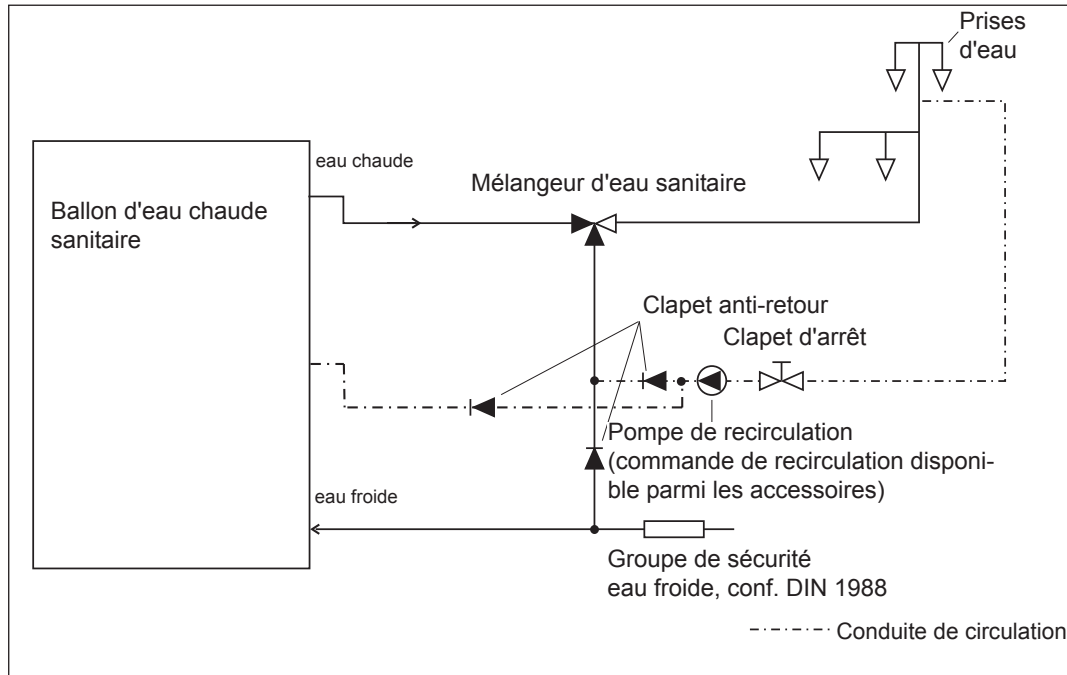 Prises
d'eau
eau chaude
Mélangeur d'eau sanitaire
Ballon d'eau chaude
sanitaire
Clapet anti-retour
Clapet d'arrêt
Pompe de recirculation
(commande de recirculation disponi-
ble parmi les accessoires)
eau froide
Groupe de sécurité
eau froide, conf. DIN 1988
Conduite de circulation